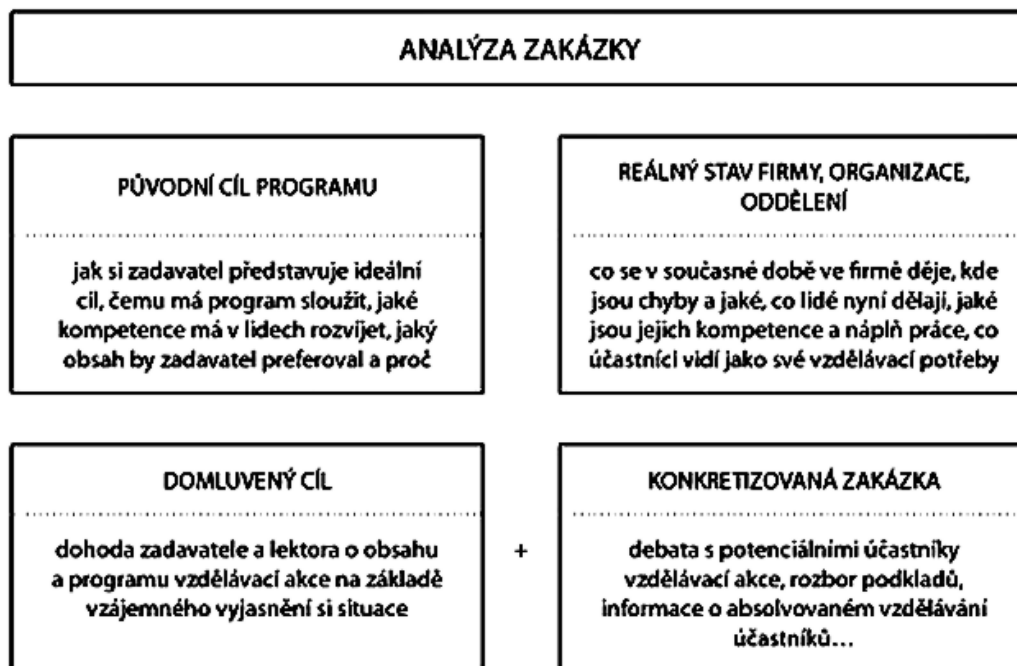 ANALÝZA ZAKÁZKY
PŮVODNÍ CÍL PROGRAMU
jak si zadavatel představuje ideální
cíl, čemu má program sloužit, jaké
kompetence má v lidech rozvíjet, jaký
obsah by zadavatel preferoval a proč
REÁLNÝ STAV FIRMY, ORGANIZACE,
ODDĚLENÍ
co se v současné době ve firmě děje, kde
jsou chyby a jaké, co lidé nyní dělají, jaké
jsou jejich kompetence a náplň práce, co
účastníci vidí jako své vzdělávací potřeby
DOMLUVENÝ CÍL
dohoda zadavatele a lektora o obsahu
a programu vzdělávací akce na základě
vzájemného vyjasnění si situace
+
KONKRETIZOVANÁ ZAKÁZKA
debata s potenciálními účastníky
vzdělávací akce, rozbor podkladů,
informace o absolvovaném vzdělávání
účastníků…